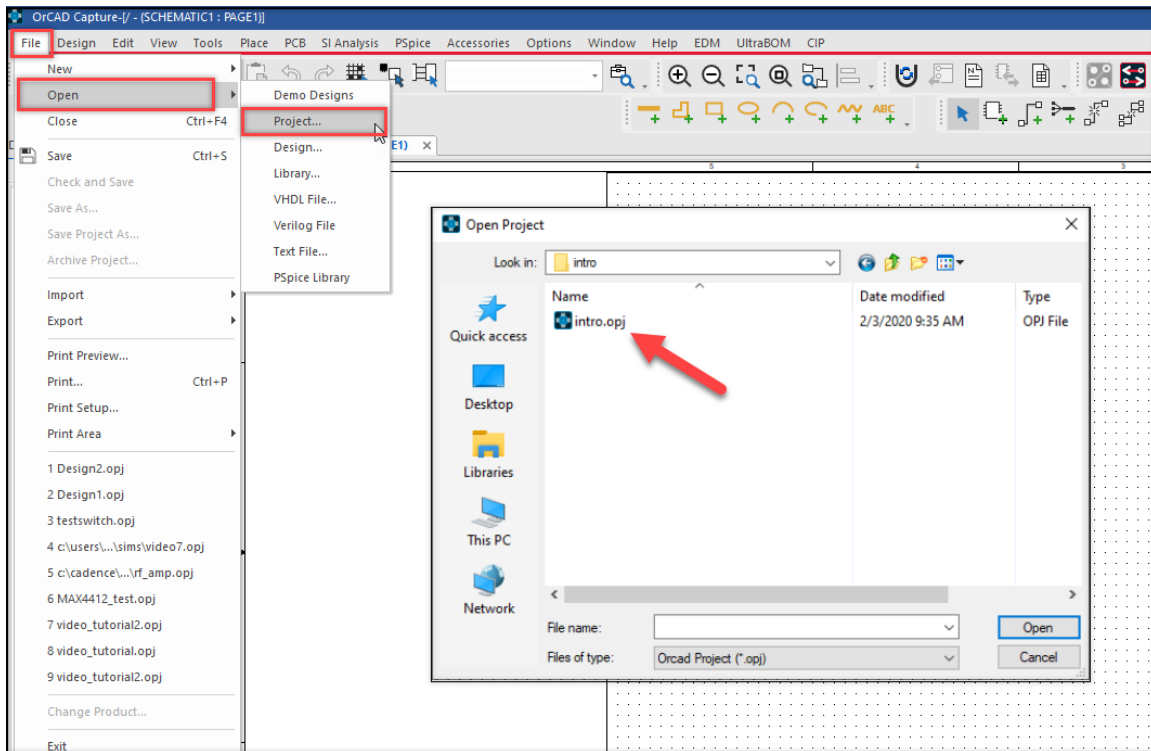 OrCAD Capture-[/ - (SCHEMATIC1 : PAGE1)]
File Design Edit View Tools Place PCB SI Analysis PSpice Accessories Options Window Help EDM UltraBOM CIP
New
Open
Close Ctrl+F4
Save Ctrl+S
Check and Save
Save As...
Save Project As...
Archive Project...
Import
Export
Print Preview...
Print... Ctrl+P
Print Setup...
Print Area
1 Design2.opj
2 Design1.opj
3 testswitch.opj
4 c:\users\...\sims\video7.opj
5 c:\cadence\...\rf_amp.opj
6 MAX4412_test.opj
7 video_tutorial2.opj
8 video_tutorial.opj
9 video_tutorial2.opj
Change Product...
Exit
Demo Designs
Project...
Design...
Library...
VHDL File...
Verilog File
Text File...
PSpice Library
ABC
E1)
5 4 3
Open Project
Look in: intro
Name Date modified Type
intro.opj 2/3/2020 9:35 AM OPJ File
Quick access
Desktop
Libraries
This PC
Network
File name: Open
Files of type: Orcad Project (*.opj) Cancel